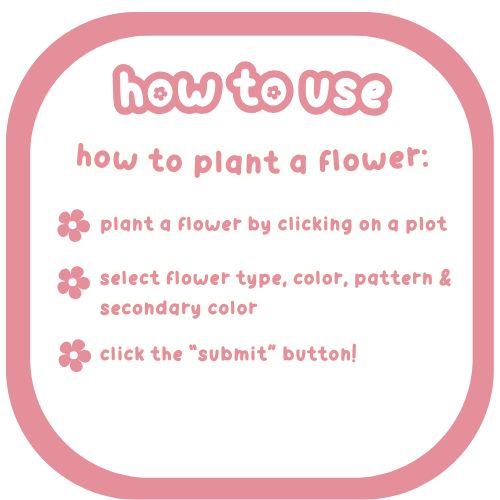 how to use
how to plant a flower:
plant a flower by clicking on a plot
select flower type, color, pattern &
secondary color
click the "submit" button!